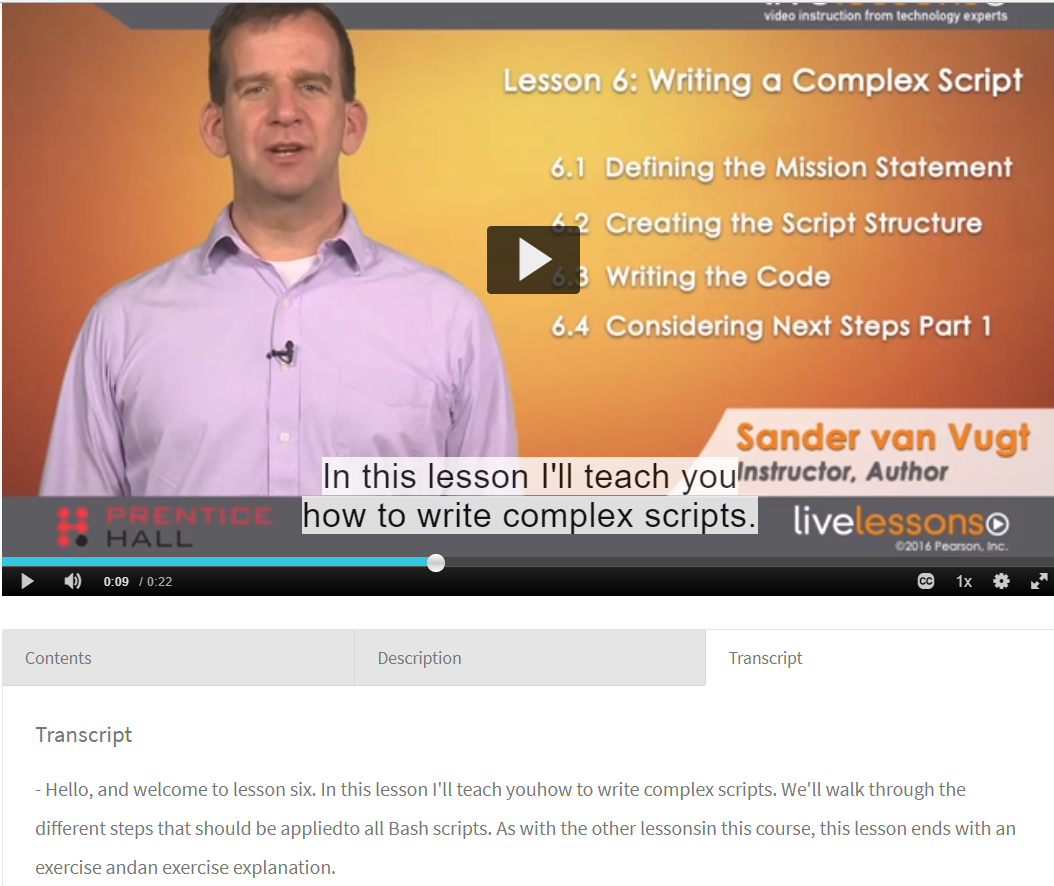 livelessons
video instruction from technology experts
Lesson 6: Writing a Complex Script
6.1 Defining the Mission Statement
6.2 Creating the Script Structure
6.3 Writing the Code
6.4 Considering Next Steps Part 1
Sander van Vugt
Instructor, Author
In this lesson I'll teach you
how to write complex scripts.
PRENTICE
HALL
livelessons
©2016 Pearson, Inc.
0:09 / 0:22
CC 1x
Contents Description Transcript
Transcript
- Hello, and welcome to lesson six. In this lesson I'll teach youhow to write complex scripts. We'll walk through the
different steps that should be appliedto all Bash scripts. As with the other lessonsin this course, this lesson ends with an
exercise andan exercise explanation.